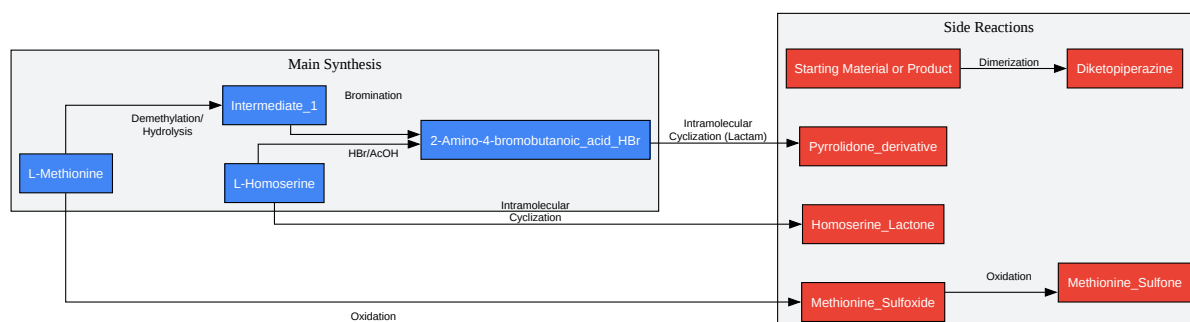 Side Reactions
Main Synthesis
Starting Material or Product
Dimerization
Diketopiperazine
Intermediate_1
Bromination
Demethylation/
Hydrolysis
2-Amino-4-bromobutanoic_acid_HBr
Intramolecular
Cyclization (Lactam)
Pyrrolidone_derivative
HBr/AcOH
L-Methionine
L-Homoserine
Intramolecular
Cyclization
Homoserine_Lactone
Oxidation
Methionine_Sulfoxide
Oxidation
Methionine_Sulfone